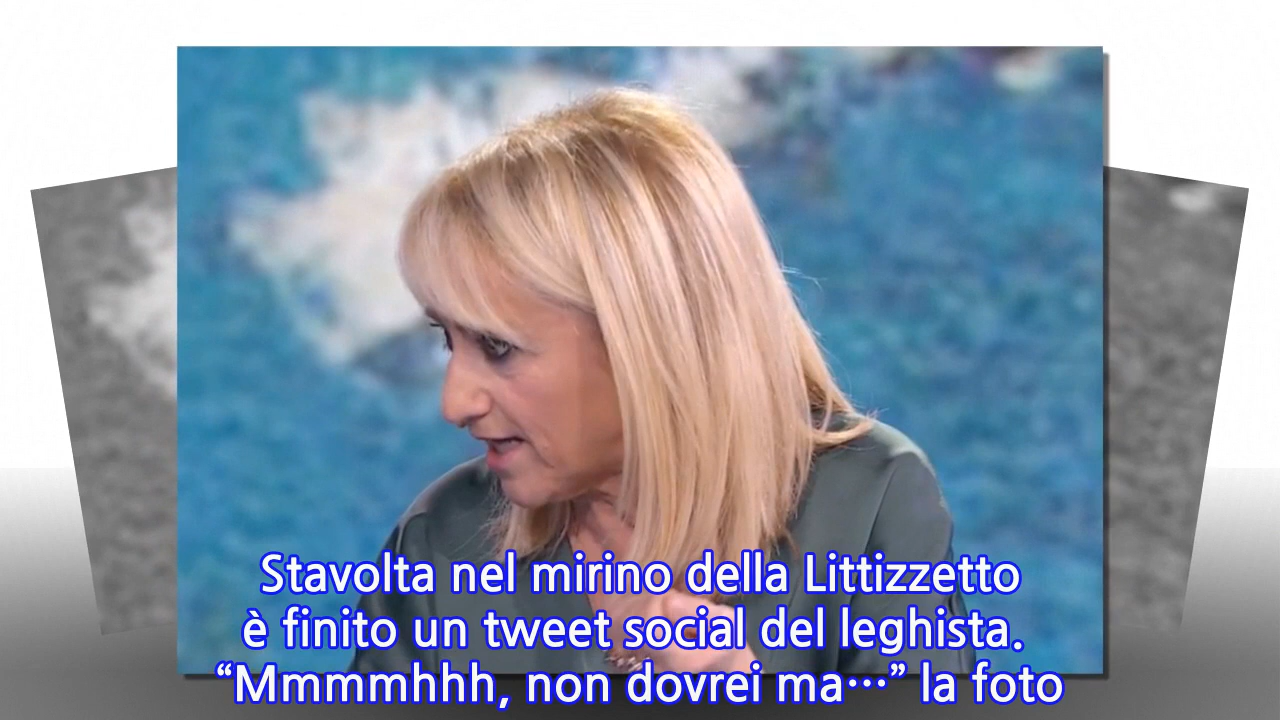 Stavolta nel mirino della Littizzetto
è finito un tweet social del leghista.
“Mmmmhhh, non dovrei ma…” la foto